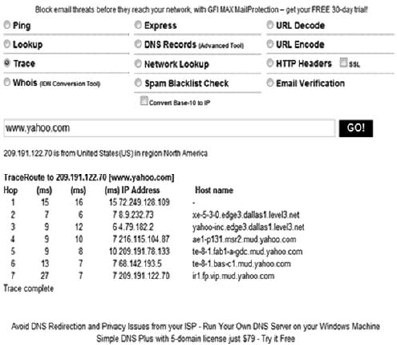 Block email threats before they reach your network, with GFI MAX MailProtection – get your FREE 30-day trial!
Ping Express URL Decode
Lookup DNS Records (Advanced Tool) URL Encode
Trace Network Lookup HTTP Headers SSL
Whois (IDN Conversion Tool) Spam Blacklist Check Email Verification
Convert Base-10 to IP
www.yahoo.com GO!
209.191.122.70 is from United States(US) in region North America
TraceRoute to 209.191.122.70 [www.yahoo.com]
Hop (ms) (ms) (ms) IP Address Host name
1 15 16 15 72.249.128.109 -
2 7 6 7 8.9.232.73 xe-5-3-0.edge3.dallas1.level3.net
3 9 12 6 4.79.182.2 yahoo-inc.edge3.dallas1.level3.net
4 9 10 7 216.115.104.87 ae1-p131.msr2.mud.yahoo.com
5 9 8 10 209.191.78.133 te-8-1.fab1-a-gdc.mud.yahoo.com
6 13 7 7 68.142.193.5 te-8-1.bas-c1.mud.yahoo.com
7 27 7 7 209.191.122.70 ir1.fp.vip.mud.yahoo.com
Trace complete
Avoid DNS Redirection and Privacy Issues from your ISP - Run Your Own DNS Server on your Windows Machine
Simple DNS Plus with 5-domain license just $79 - Try it Free